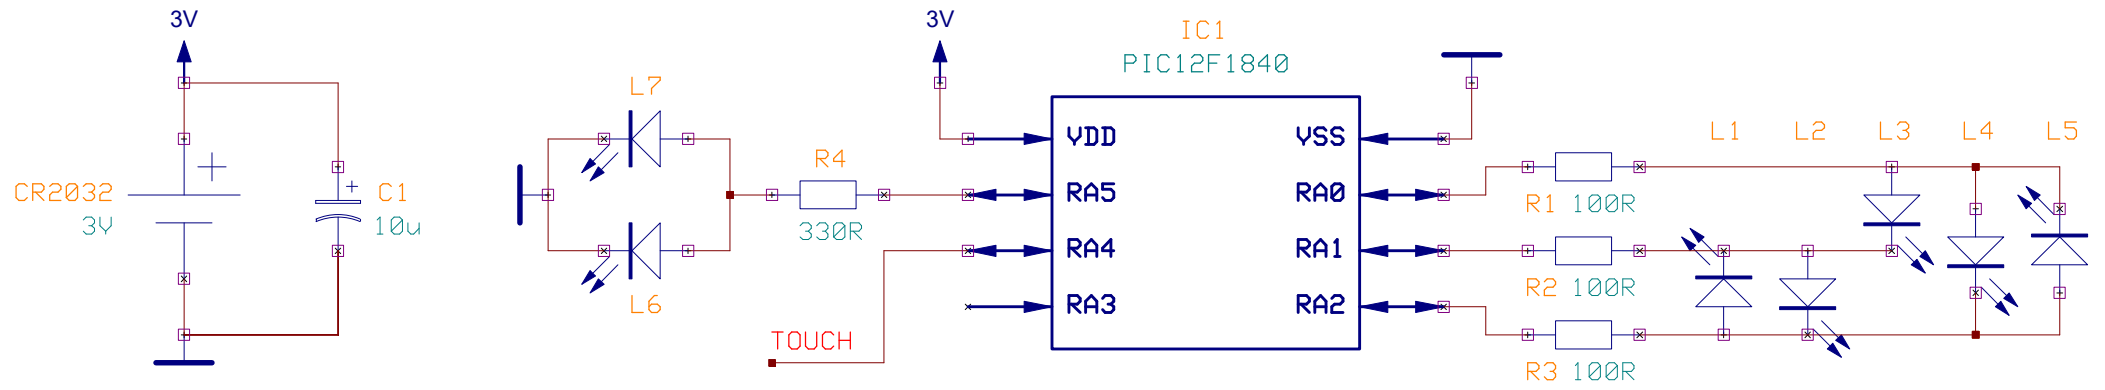 3V
CR2032
3V
C1
10u
L7
L6
R4
330R
TOUCH
3V
IC1
PIC12F1840
VDD
RA5
RA4
RA3
VSS
RA0
RA1
RA2
R1 100R
R2 100R
R3 100R
L1 L2 L3 L4 L5